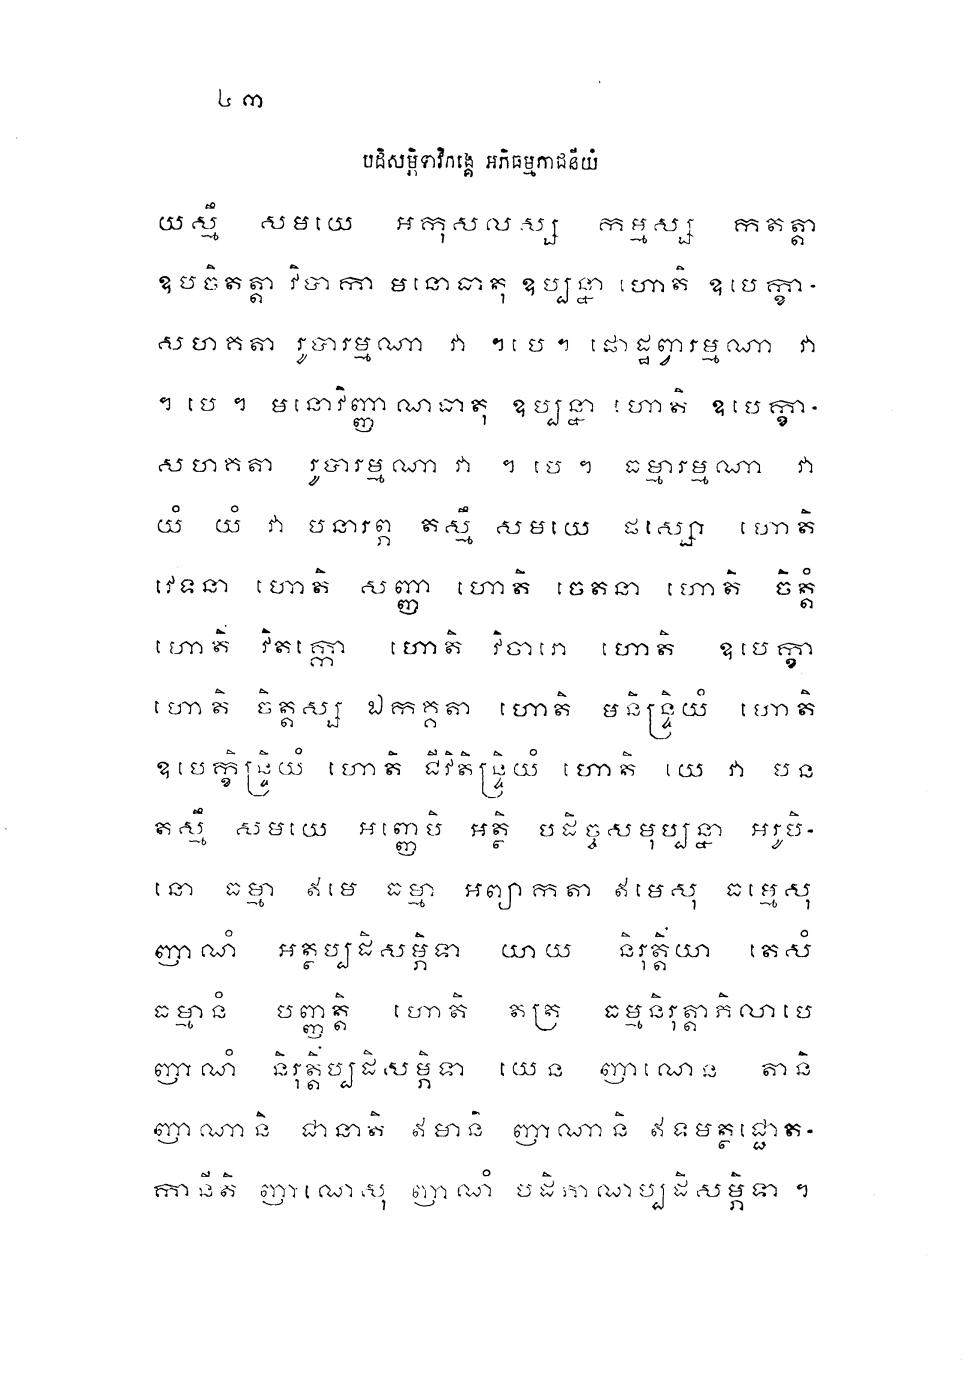 ៤៣
បដិសម្ភិទាវិភង្គេ អភិធម្មភាជនីយំ
យស្មឹ សមយេ អកុសលស្ស កម្មស្ស កតត្តា
ឧបចិតត្តា វិបាកា មនោធាតុ ឧប្បន្នា ហោតិ ឧបេក្ខា-
សហគតា រូបារម្មណា វា ។ បេ ។ ផោដ្ឋព្វារម្មណា វា
។ បេ ។ មនោវិញ្ញាណធាតុ ឧប្បន្នា ហោតិ ឧបេក្ខា-
សហគតា រូបារម្មណា វា ។ បេ ។ ធម្មារម្មណា វា
យំ យំ វា បនារព្ភ តស្មឹ សមយេ ផស្សោ ហោតិ
វេទនា ហោតិ សញ្ញា ហោតិ ចេតនា ហោតិ ចិត្តំ
ហោតិ វិតក្កោ ហោតិ វិចារោ ហោតិ ឧបេក្ខា
ហោតិ ចិត្តស្ស ឯកគ្គតា ហោតិ មនិន្ទ្រិយំ ហោតិ
ឧបេក្ខិន្ទ្រិយំ ហោតិ ជីវិតិន្ទ្រិយំ ហោតិ យេ វា បន
តស្មឹ សមយេ អញ្ញេបិ អត្ថិ បដិច្ចសមុប្បន្នា អរូបិ-
នោ ធម្មា ឥមេ ធម្មា អព្យាកតា ឥមេសុ ធម្មេសុ
ញាណំ អត្ថប្បដិសម្ភិទា យាយ និរុត្តិយា តេសំ
ធម្មានំ បញ្ញត្តិ ហោតិ តត្រ ធម្មនិរុត្តាភិលាបេ
ញាណំ និរុត្តិប្បដិសម្ភិទា យេន ញាណេន តានិ
ញាណានិ ជានាតិ ឥមានិ ញាណានិ ឥទមត្ថជ្ជោត-
កានីតិ ញាណេសុ ញាណំ បដិភាណប្បដិសម្ភិទា ។